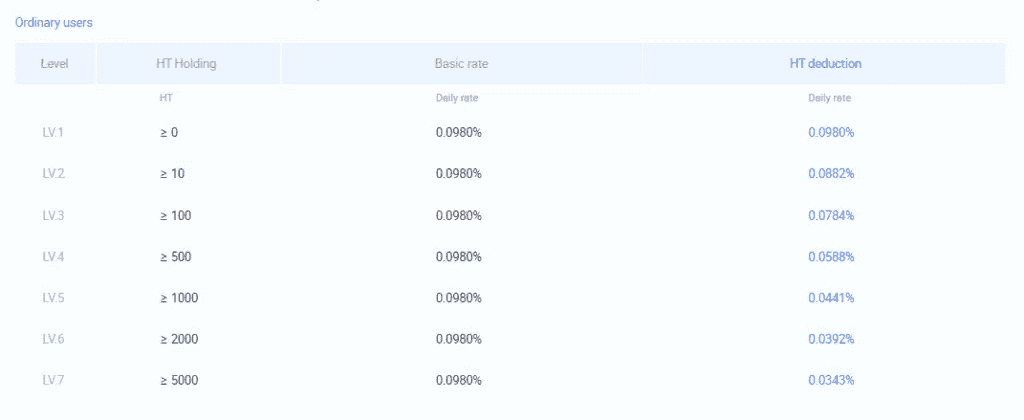 Ordinary users
Level HT Holding Basic rate HT deduction
HT Daily rate Daily rate
LV.1 ≥ 0 0.0980% 0.0980%
LV.2 ≥ 10 0.0980% 0.0882%
LV.3 ≥ 100 0.0980% 0.0784%
LV.4 ≥ 500 0.0980% 0.0588%
LV.5 ≥ 1000 0.0980% 0.0441%
LV.6 ≥ 2000 0.0980% 0.0392%
LV.7 ≥ 5000 0.0980% 0.0343%